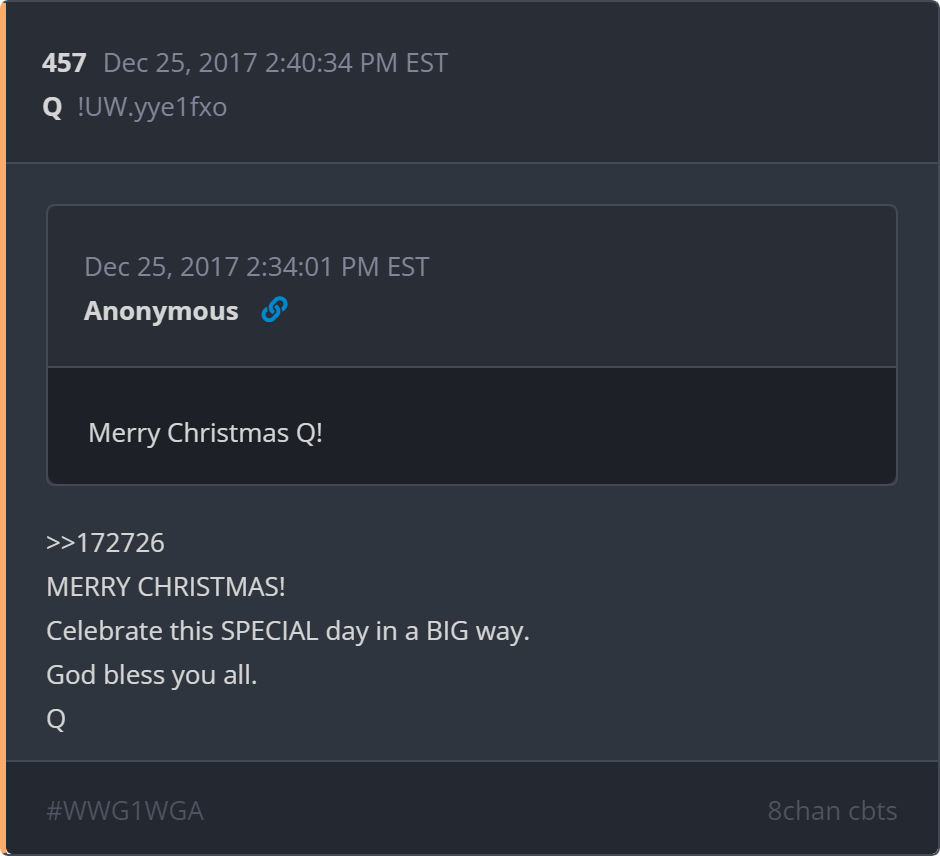 457 Dec 25, 2017 2:40:34 PM EST
Q !UW.yye1fxo
Dec 25, 2017 2:34:01 PM EST
Anonymous
Merry Christmas Q!
>>172726
MERRY CHRISTMAS!
Celebrate this SPECIAL day in a BIG way.
God bless you all.
Q
#WWG1WGA 8chan cbts